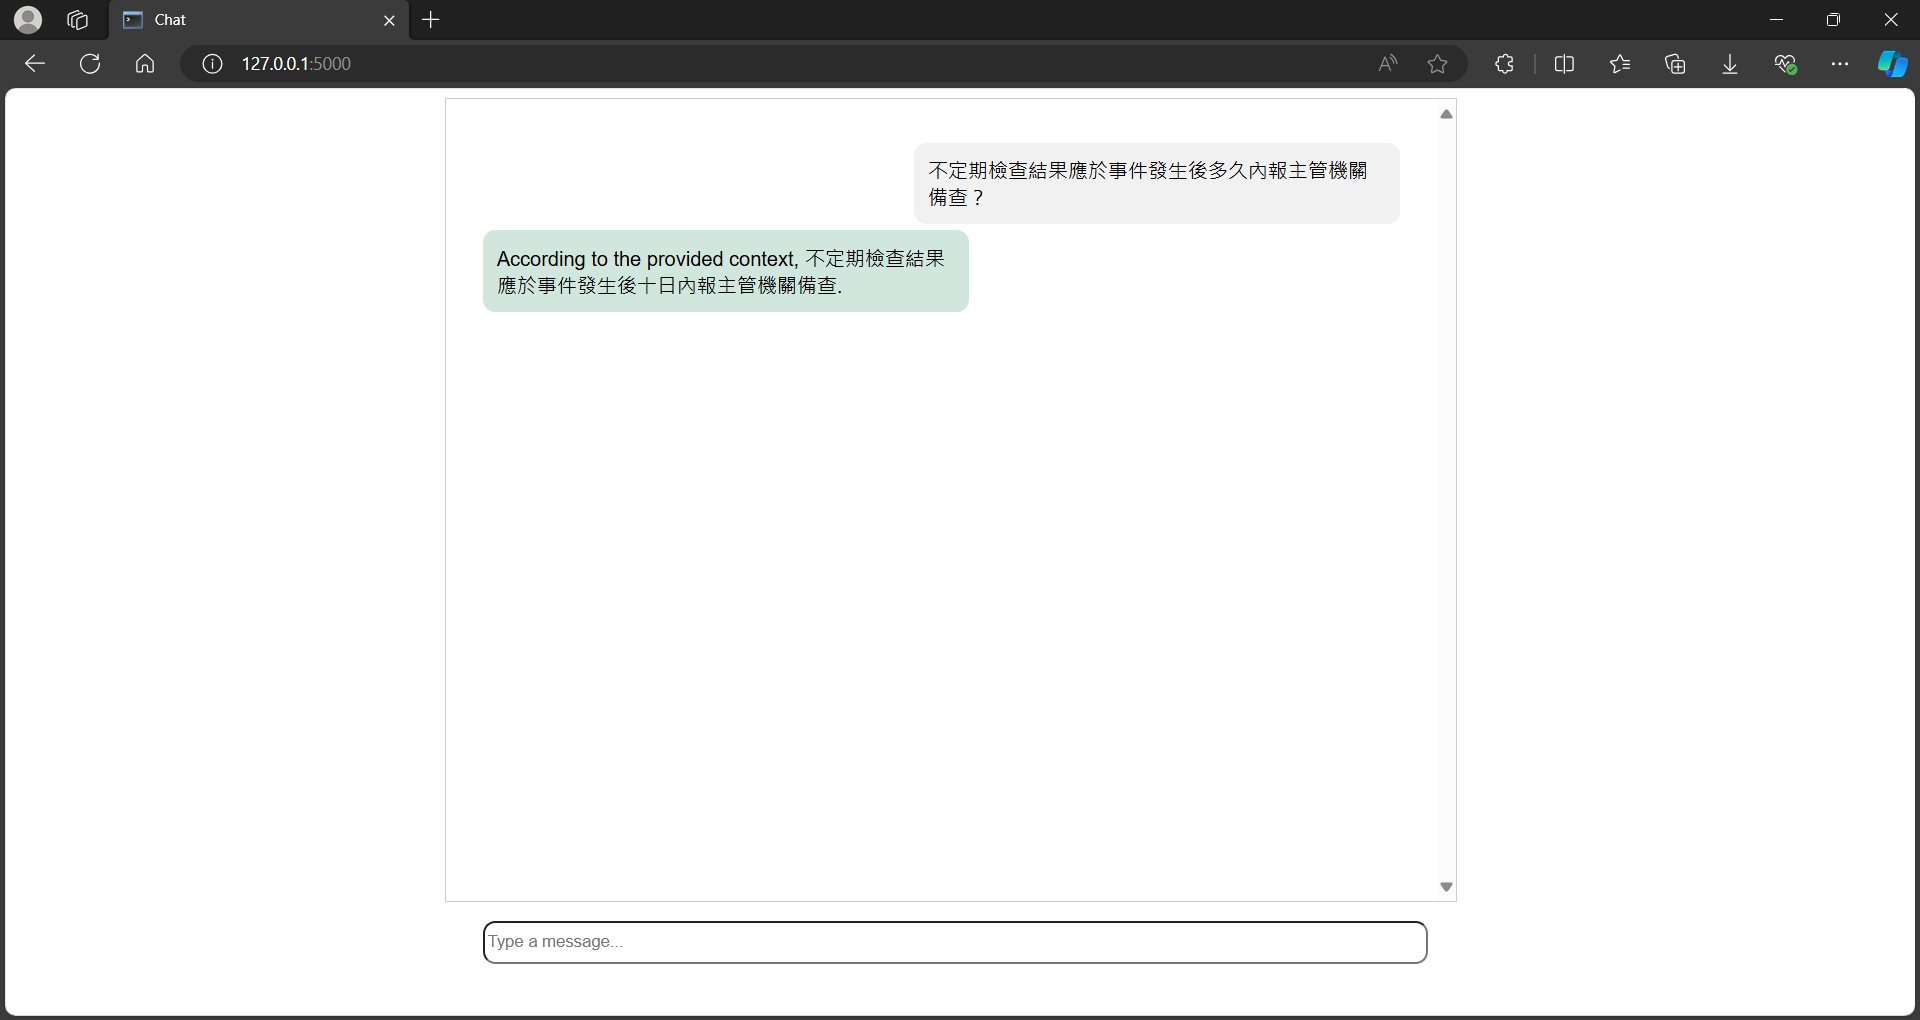 Chat
127.0.0.1:5000
不定期檢查結果應於事件發生後多久內報主管機關
備查？
According to the provided context, 不定期檢查結果
應於事件發生後十日內報主管機關備查.
Type a message...